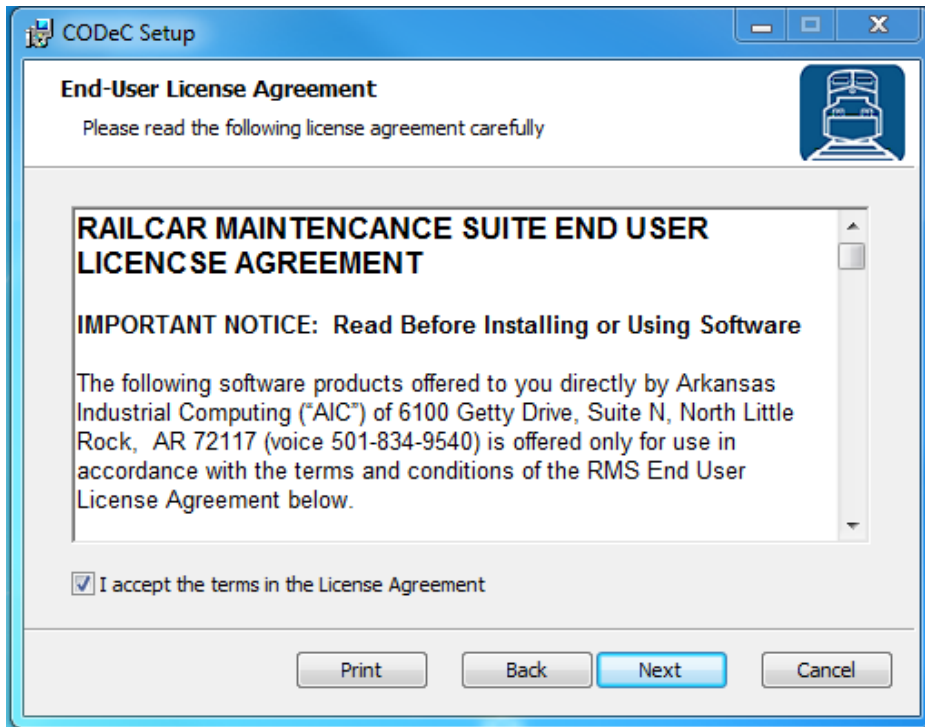 CODeC Setup
End-User License Agreement
Please read the following license agreement carefully
RAILCAR MAINTENCANCE SUITE END USER
LICENCSE AGREEMENT
IMPORTANT NOTICE:  Read Before Installing or Using Software
The following software products offered to you directly by Arkansas
Industrial Computing (“AIC”) of 6100 Getty Drive, Suite N, North Little
Rock,  AR 72117 (voice 501-834-9540) is offered only for use in
accordance with the terms and conditions of the RMS End User
License Agreement below.
I accept the terms in the License Agreement
Print Back Next Cancel